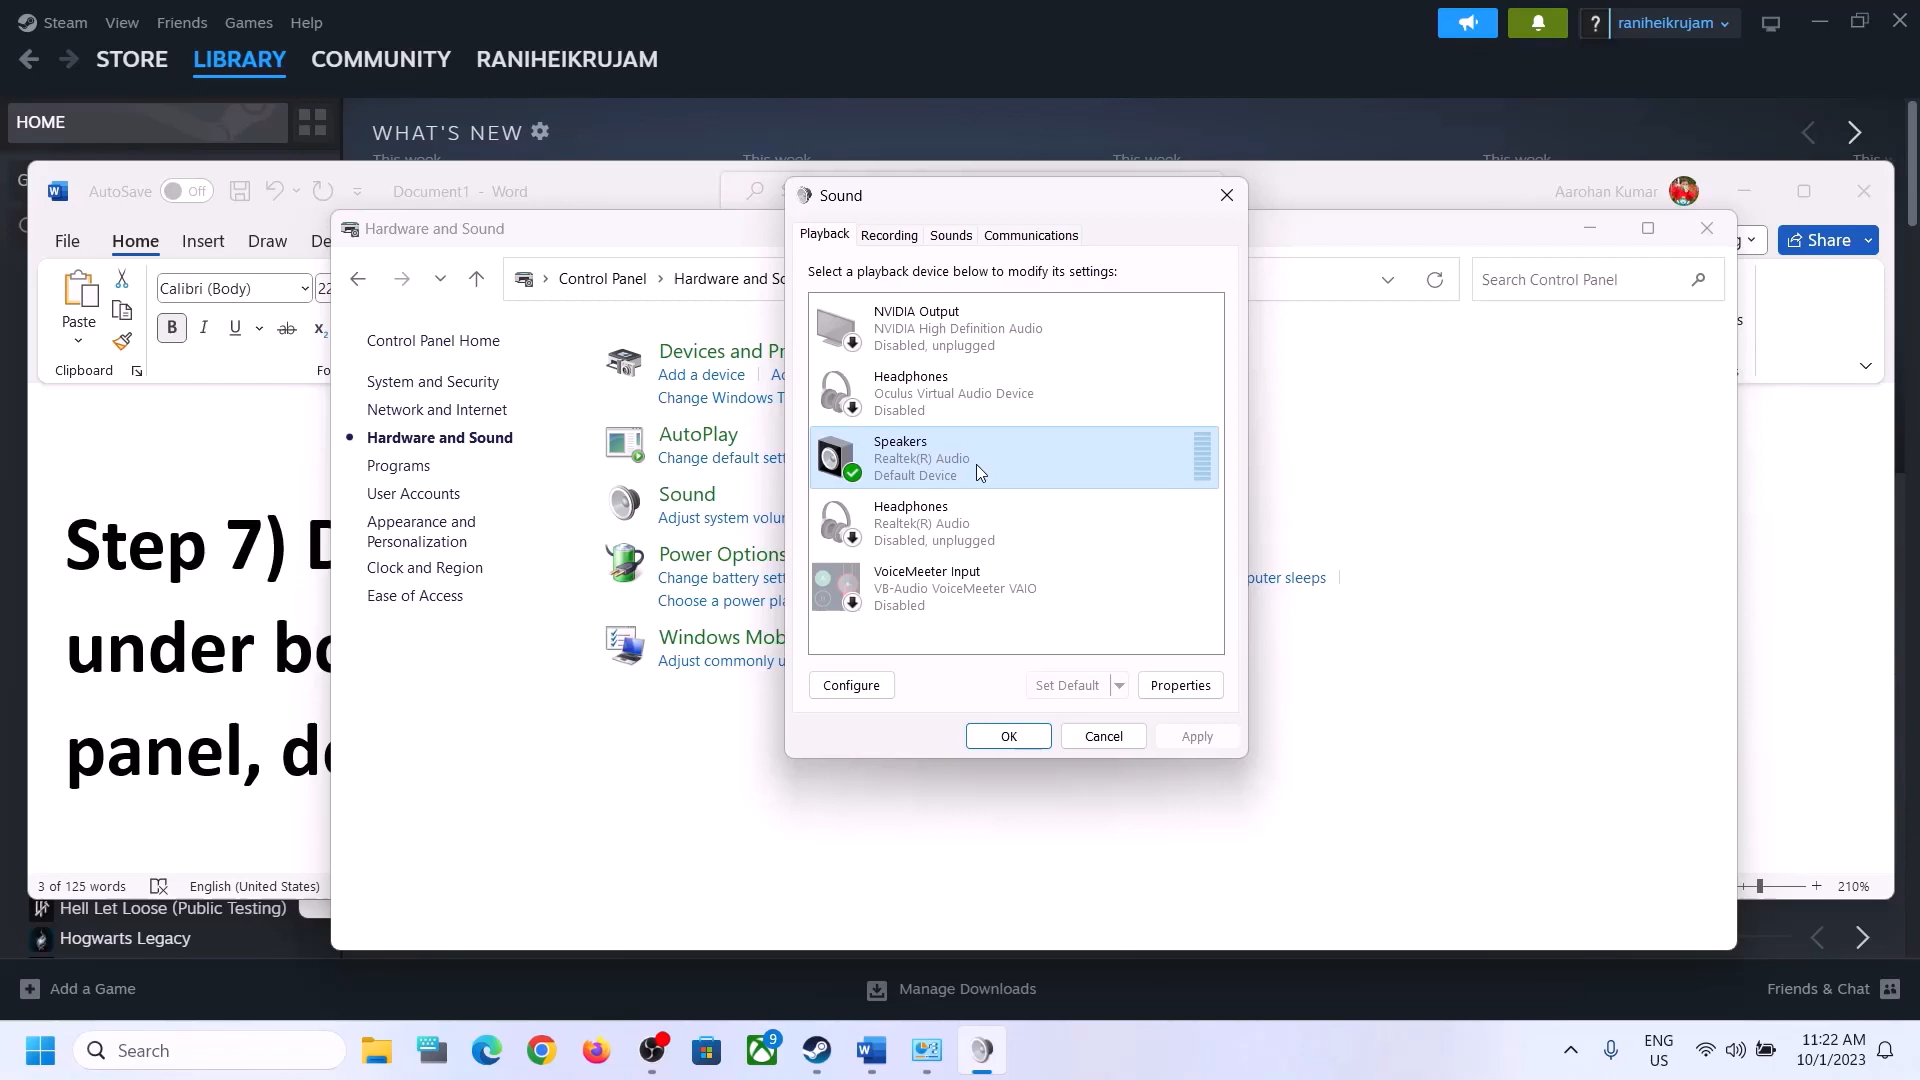 Steam View Friends Games Help
raniheikrujam
STORE LIBRARY COMMUNITY RANIHEIKRUJAM
HOME
WHAT'S NEW
AutoSave Off
Document1 - Word
Aarohan Kumar
File Home Insert Draw De
Share
Calibri (Body) 22
Paste
B I U ab x
Clipboard
Fo
Step 7) D
under bo
panel, de
3 of 125 words
English (United States)
210%
Hardware and Sound
Control Panel > Hardware and So
Search Control Panel
Control Panel Home
System and Security
Network and Internet
Hardware and Sound
Programs
User Accounts
Appearance and
Personalization
Clock and Region
Ease of Access
Devices and Pr
Add a device
Change Windows T
AutoPlay
Change default sett
Sound
Adjust system volu
Power Options
Change battery sett
Choose a power pla
puter sleeps
Windows Mob
Adjust commonly u
Sound
Playback Recording Sounds Communications
Select a playback device below to modify its settings:
NVIDIA Output
NVIDIA High Definition Audio
Disabled, unplugged
Headphones
Oculus Virtual Audio Device
Disabled
Speakers
Realtek(R) Audio
Default Device
Headphones
Realtek(R) Audio
Disabled, unplugged
VoiceMeeter Input
VB-Audio VoiceMeeter VAIO
Disabled
Configure Set Default Properties
OK Cancel Apply
Hell Let Loose (Public Testing)
Hogwarts Legacy
Add a Game
Manage Downloads
Friends & Chat
Search
9
ENG
US
11:22 AM
10/1/2023